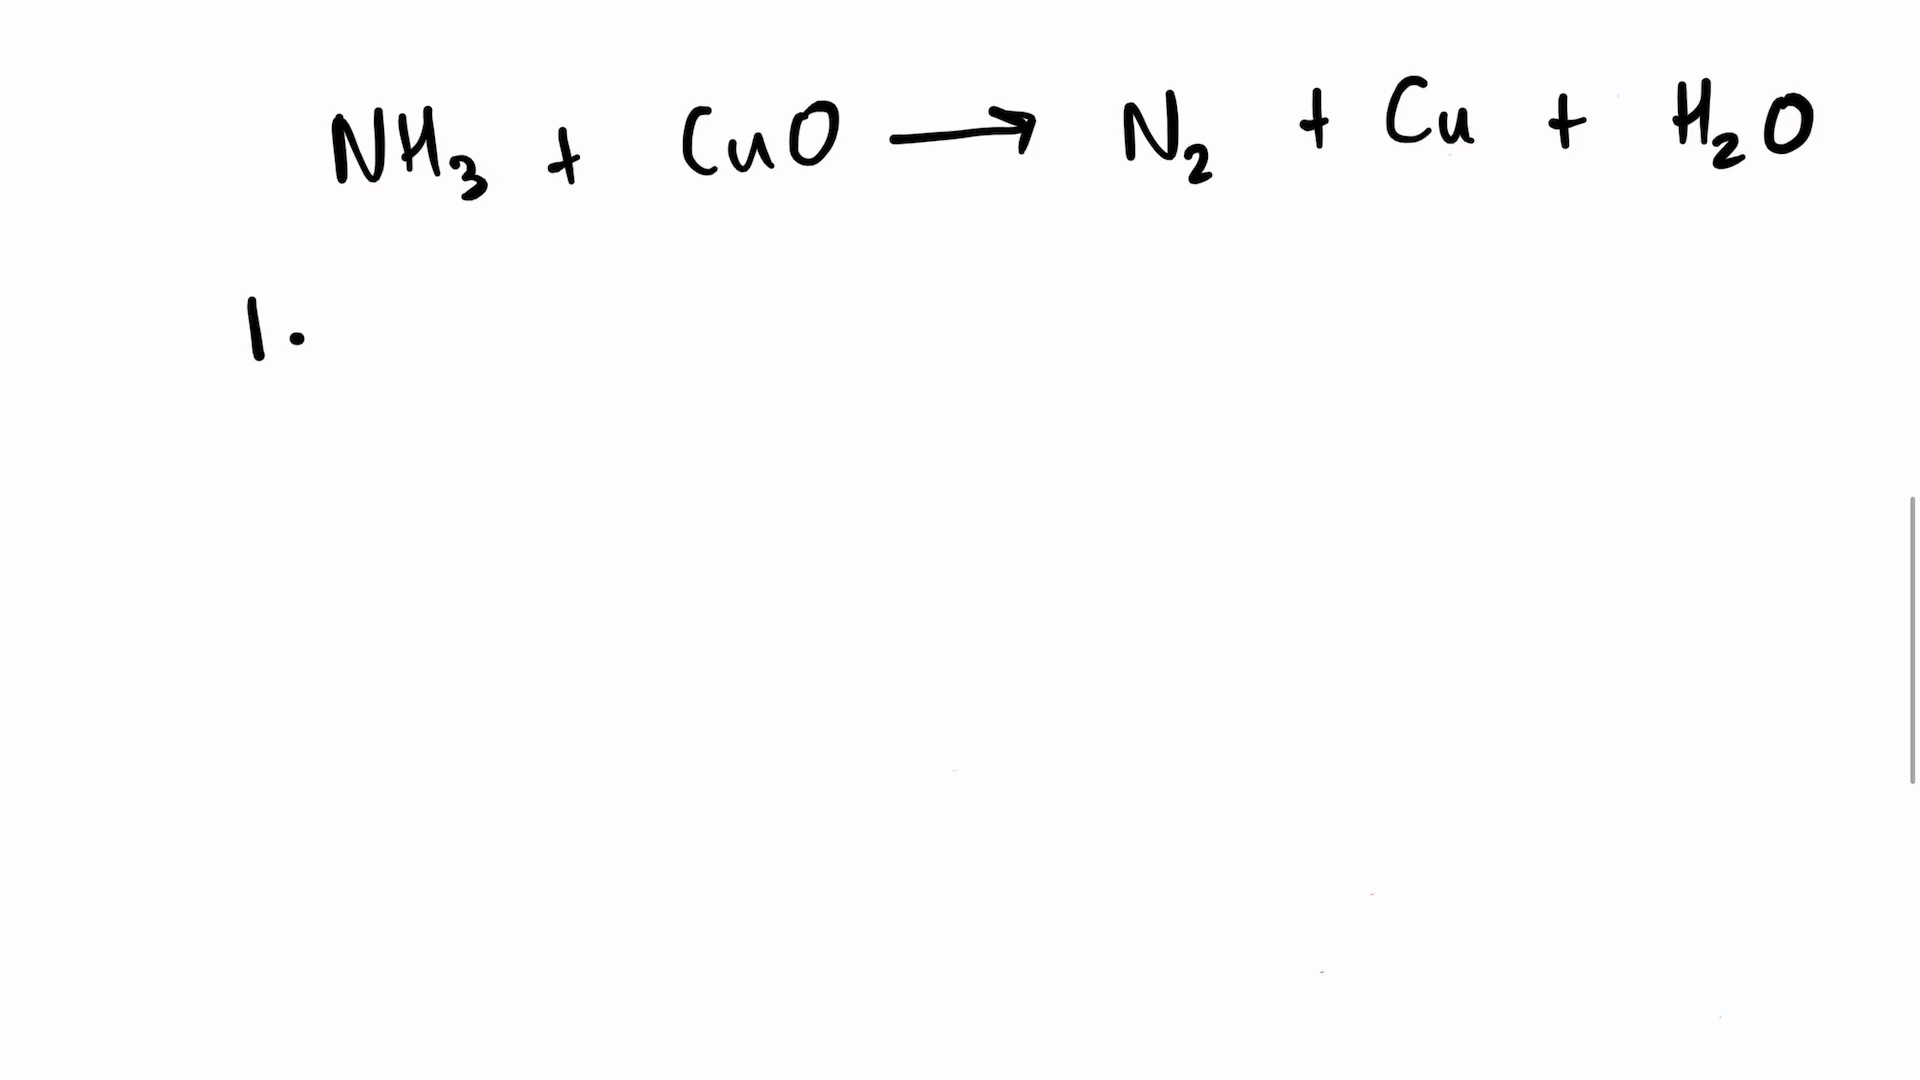 NH₃ + CuO → N₂ + Cu + H₂O
1.